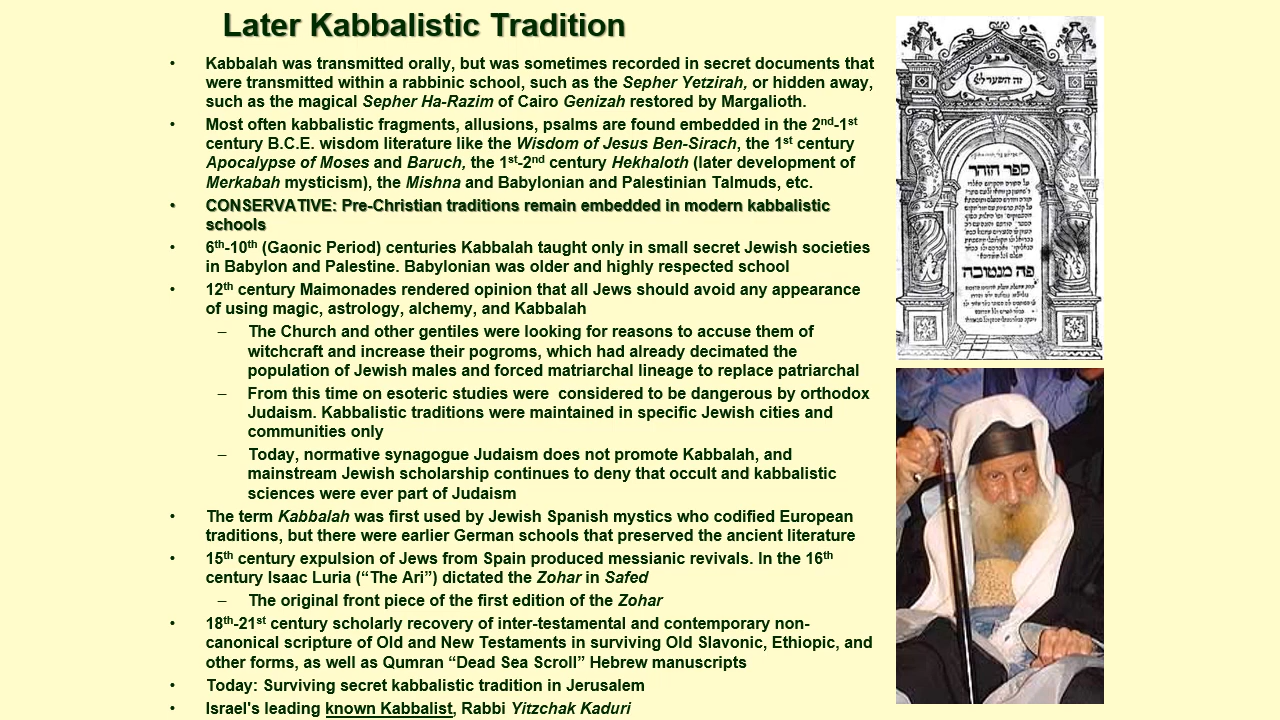 Later Kabbalistic Tradition
• Kabbalah was transmitted orally, but was sometimes recorded in secret documents that
were transmitted within a rabbinic school, such as the Sepher Yetzirah, or hidden away,
such as the magical Sepher Ha-Razim of Cairo Genizah restored by Margalioth.
• Most often kabbalistic fragments, allusions, psalms are found embedded in the 2nd-1st
century B.C.E. wisdom literature like the Wisdom of Jesus Ben-Sirach, the 1st century
Apocalypse of Moses and Baruch, the 1st-2nd century Hekhaloth (later development of
Merkabah mysticism), the Mishna and Babylonian and Palestinian Talmuds, etc.
• CONSERVATIVE: Pre-Christian traditions remain embedded in modern kabbalistic
schools
• 6th-10th (Gaonic Period) centuries Kabbalah taught only in small secret Jewish societies
in Babylon and Palestine. Babylonian was older and highly respected school
• 12th century Maimonades rendered opinion that all Jews should avoid any appearance
of using magic, astrology, alchemy, and Kabbalah
– The Church and other gentiles were looking for reasons to accuse them of
witchcraft and increase their pogroms, which had already decimated the
population of Jewish males and forced matriarchal lineage to replace patriarchal
– From this time on esoteric studies were considered to be dangerous by orthodox
Judaism. Kabbalistic traditions were maintained in specific Jewish cities and
communities only
– Today, normative synagogue Judaism does not promote Kabbalah, and
mainstream Jewish scholarship continues to deny that occult and kabbalistic
sciences were ever part of Judaism
• The term Kabbalah was first used by Jewish Spanish mystics who codified European
traditions, but there were earlier German schools that preserved the ancient literature
• 15th century expulsion of Jews from Spain produced messianic revivals. In the 16th
century Isaac Luria (“The Ari”) dictated the Zohar in Safed
– The original front piece of the first edition of the Zohar
• 18th-21st century scholarly recovery of inter-testamental and contemporary non-
canonical scripture of Old and New Testaments in surviving Old Slavonic, Ethiopic, and
other forms, as well as Qumran “Dead Sea Scroll” Hebrew manuscripts
• Today: Surviving secret kabbalistic tradition in Jerusalem
• Israel's leading known Kabbalist, Rabbi Yitzchak Kaduri
זה השער לה
ספר הזהר
פה מנטובה